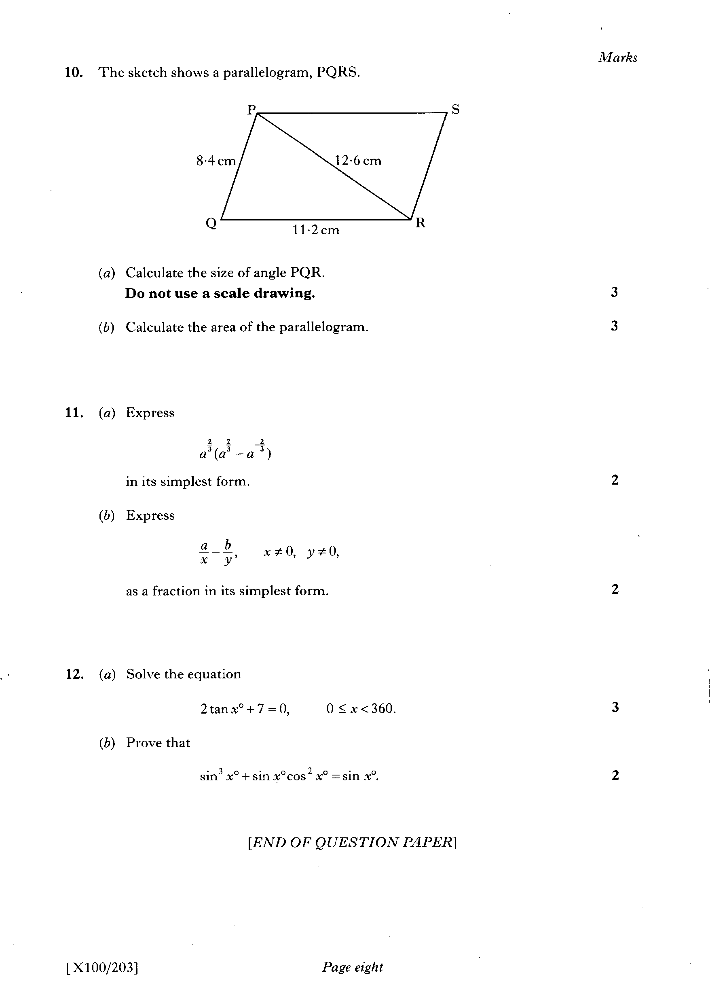 Marks
10. The sketch shows a parallelogram, PQRS.
P
S
8·4 cm
12·6 cm
Q
R
11·2 cm
(a) Calculate the size of angle PQR.
Do not use a scale drawing. 3
(b) Calculate the area of the parallelogram. 3
11. (a) Express
a^{2/3}(a^{2/3} – a^{–2/3})
in its simplest form. 2
(b) Express
a/x – b/y, x ≠ 0, y ≠ 0,
as a fraction in its simplest form. 2
12. (a) Solve the equation
2 tan x° + 7 = 0, 0 ≤ x < 360. 3
(b) Prove that
sin³ x° + sin x° cos² x° = sin x°. 2
[END OF QUESTION PAPER]
[X100/203] Page eight